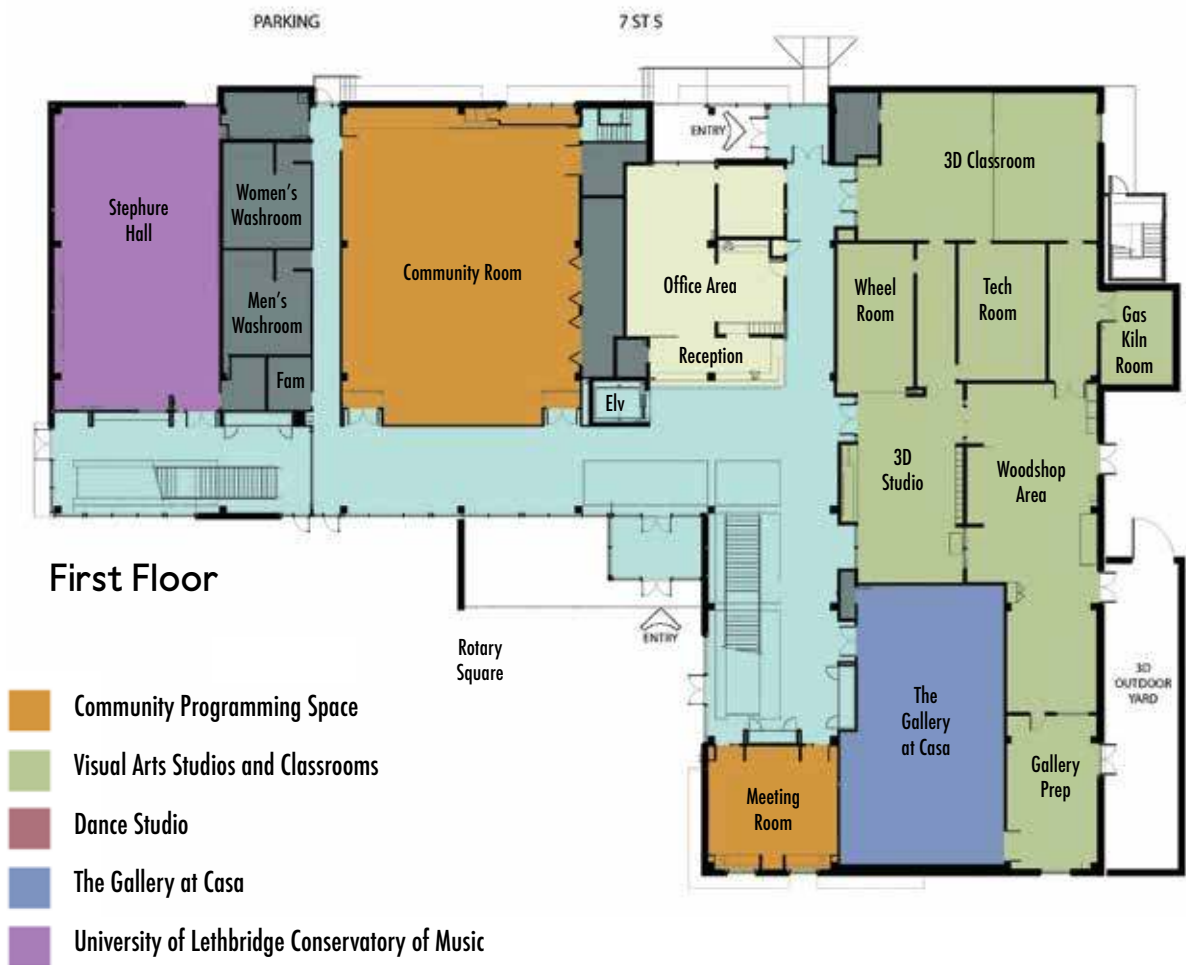 PARKING
7 ST S
ENTRY
3D Classroom
Stephure
Hall
Women's
Washroom
Community Room
Office Area
Wheel
Room
Tech
Room
Men's
Washroom
Gas
Kiln
Room
Reception
Fam
Elv
3D
Studio
Woodshop
Area
First Floor
ENTRY
Rotary
Square
3D
OUTDOOR
YARD
The
Gallery
at Casa
Gallery
Prep
Meeting
Room
Community Programming Space
Visual Arts Studios and Classrooms
Dance Studio
The Gallery at Casa
University of Lethbridge Conservatory of Music